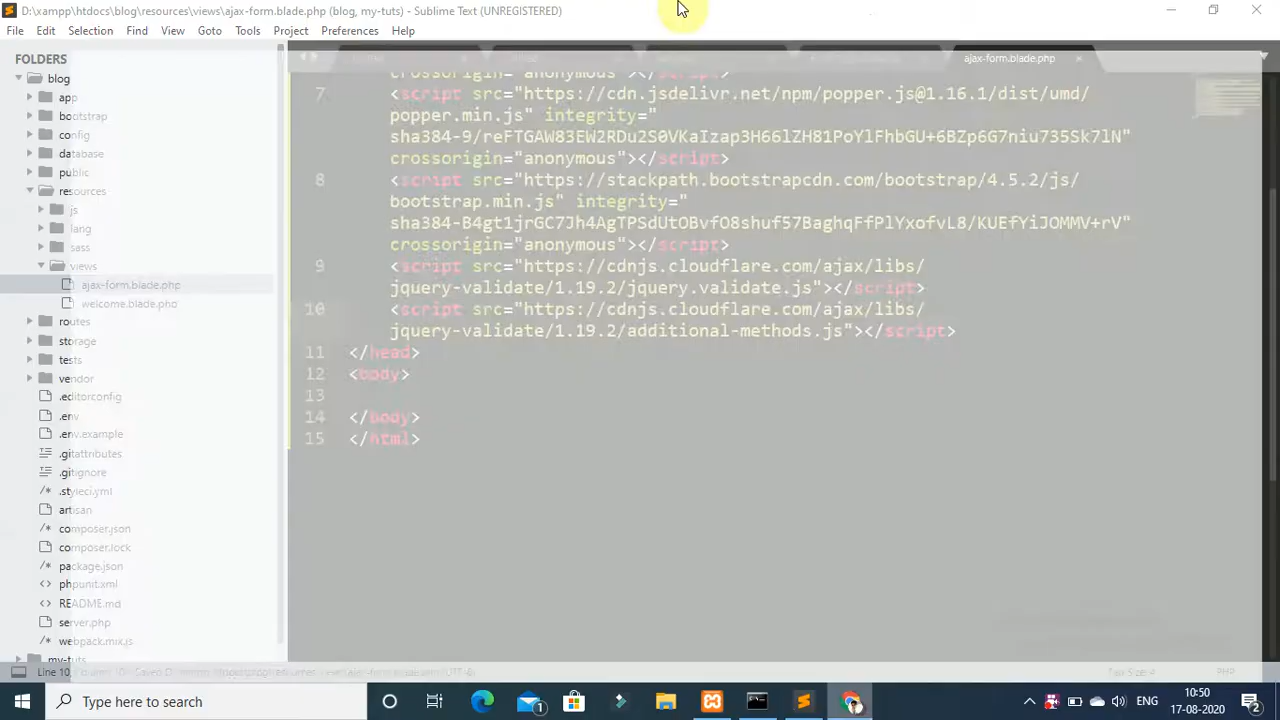 D:\xampp\htdocs\blog\resources\views\ajax-form.blade.php (blog, my-tuts) - Sublime Text (UNREGISTERED)
File Edit Selection Find View Goto Tools Project Preferences Help
FOLDERS
blog
app
bootstrap
config
database
public
resources
js
lang
sass
views
ajax-form.blade.php
welcome.blade.php
routes
storage
tests
vendor
.editorconfig
.env
.env.example
.gitattributes
.gitignore
.styleci.yml
artisan
composer.json
composer.lock
package.json
phpunit.xml
README.md
server.php
webpack.mix.js
my-tuts
ajax-form.blade.php
crossorigin="anonymous"></script>
7 <script src="https://cdn.jsdelivr.net/npm/popper.js@1.16.1/dist/umd/
popper.min.js" integrity="
sha384-9/reFTGAW83EW2RDu2S0VKaIzap3H66lZH81PoYlFhbGU+6BZp6G7niu735Sk7lN"
crossorigin="anonymous"></script>
8 <script src="https://stackpath.bootstrapcdn.com/bootstrap/4.5.2/js/
bootstrap.min.js" integrity="
sha384-B4gt1jrGC7Jh4AgTPSdUtOBvfO8shuf57BaghqFfPlYxofvL8/KUEfYiJOMMV+rV"
crossorigin="anonymous"></script>
9 <script src="https://cdnjs.cloudflare.com/ajax/libs/
jquery-validate/1.19.2/jquery.validate.js"></script>
10 <script src="https://cdnjs.cloudflare.com/ajax/libs/
jquery-validate/1.19.2/additional-methods.js"></script>
11 </head>
12 <body>
13
14 </body>
15 </html>
Line 10
Tab Size: 4 PHP
Type here to search
ENG
10:50
17-08-2020